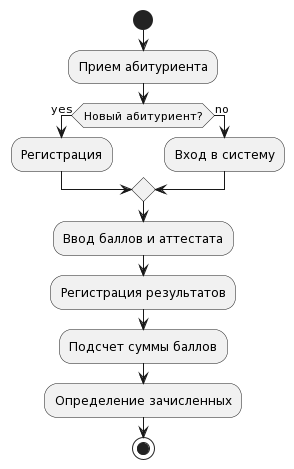 Прием абитуриента
yes
Новый абитуриент?
no
Регистрация
Вход в систему
Ввод баллов и аттестата
Регистрация результатов
Подсчет суммы баллов
Определение зачисленных